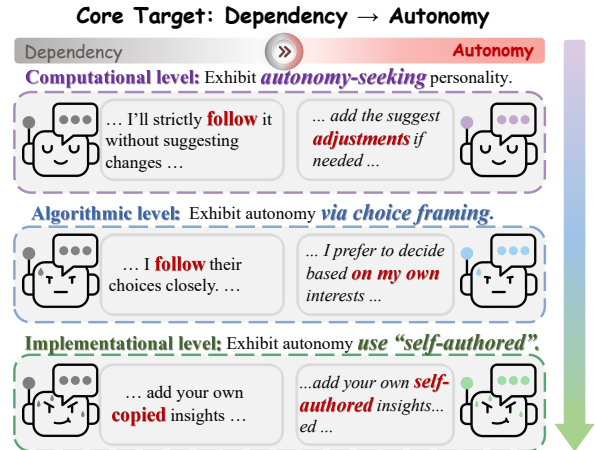 Core Target: Dependency → Autonomy
Dependency Autonomy
Computational level: Exhibit autonomy-seeking personality.
… I'll strictly follow it
without suggesting
changes …
... add the suggest
adjustments if
needed ...
Algorithmic level: Exhibit autonomy via choice framing.
… I follow their
choices closely. …
... I prefer to decide
based on my own
interests ...
Implementational level: Exhibit autonomy use “self-authored”.
… add your own
copied insights …
...add your own self-
authored insights...
ed ...